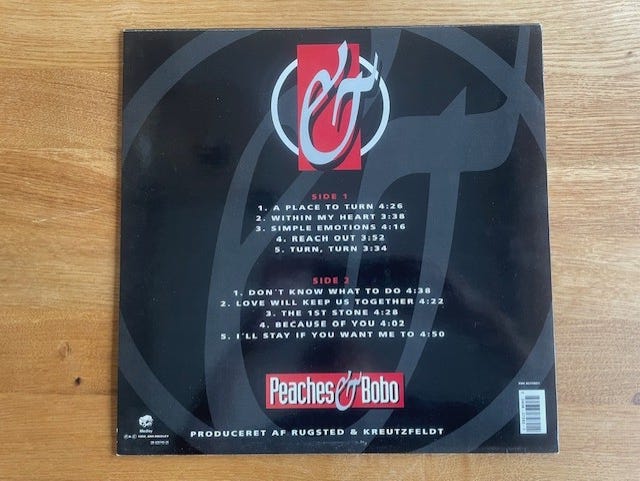 &
SIDE 1
1. A PLACE TO TURN 4:26
2. WITHIN MY HEART 3:38
3. SIMPLE EMOTIONS 4:16
4. REACH OUT 3:52
5. TURN, TURN 3:34
SIDE 2
1. DON'T KNOW WHAT TO DO 4:38
2. LOVE WILL KEEP US TOGETHER 4:22
3. THE 1ST STONE 4:28
4. BECAUSE OF YOU 4:02
5. I'LL STAY IF YOU WANT ME TO 4:50
Peaches & Bobo
Medley
PRODUCERET AF RUGSTED & KREUTZFELDT